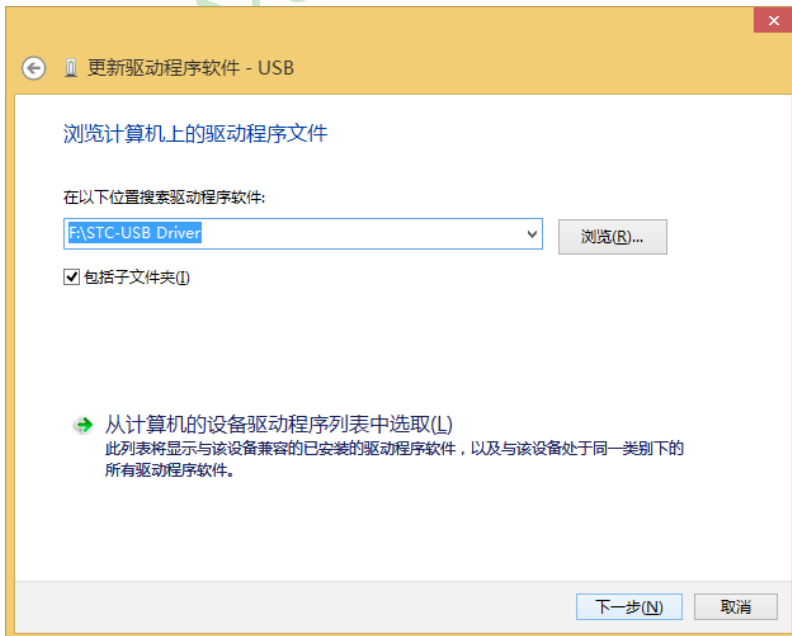 更新驱动程序软件 - USB
浏览计算机上的驱动程序文件
在以下位置搜索驱动程序软件:
F:\STC-USB Driver
浏览(R)...
包括子文件夹(I)
从计算机的设备驱动程序列表中选取(L)
此列表将显示与该设备兼容的已安装的驱动程序软件，以及与该设备处于同一类别下的
所有驱动程序软件。
下一步(N)
取消